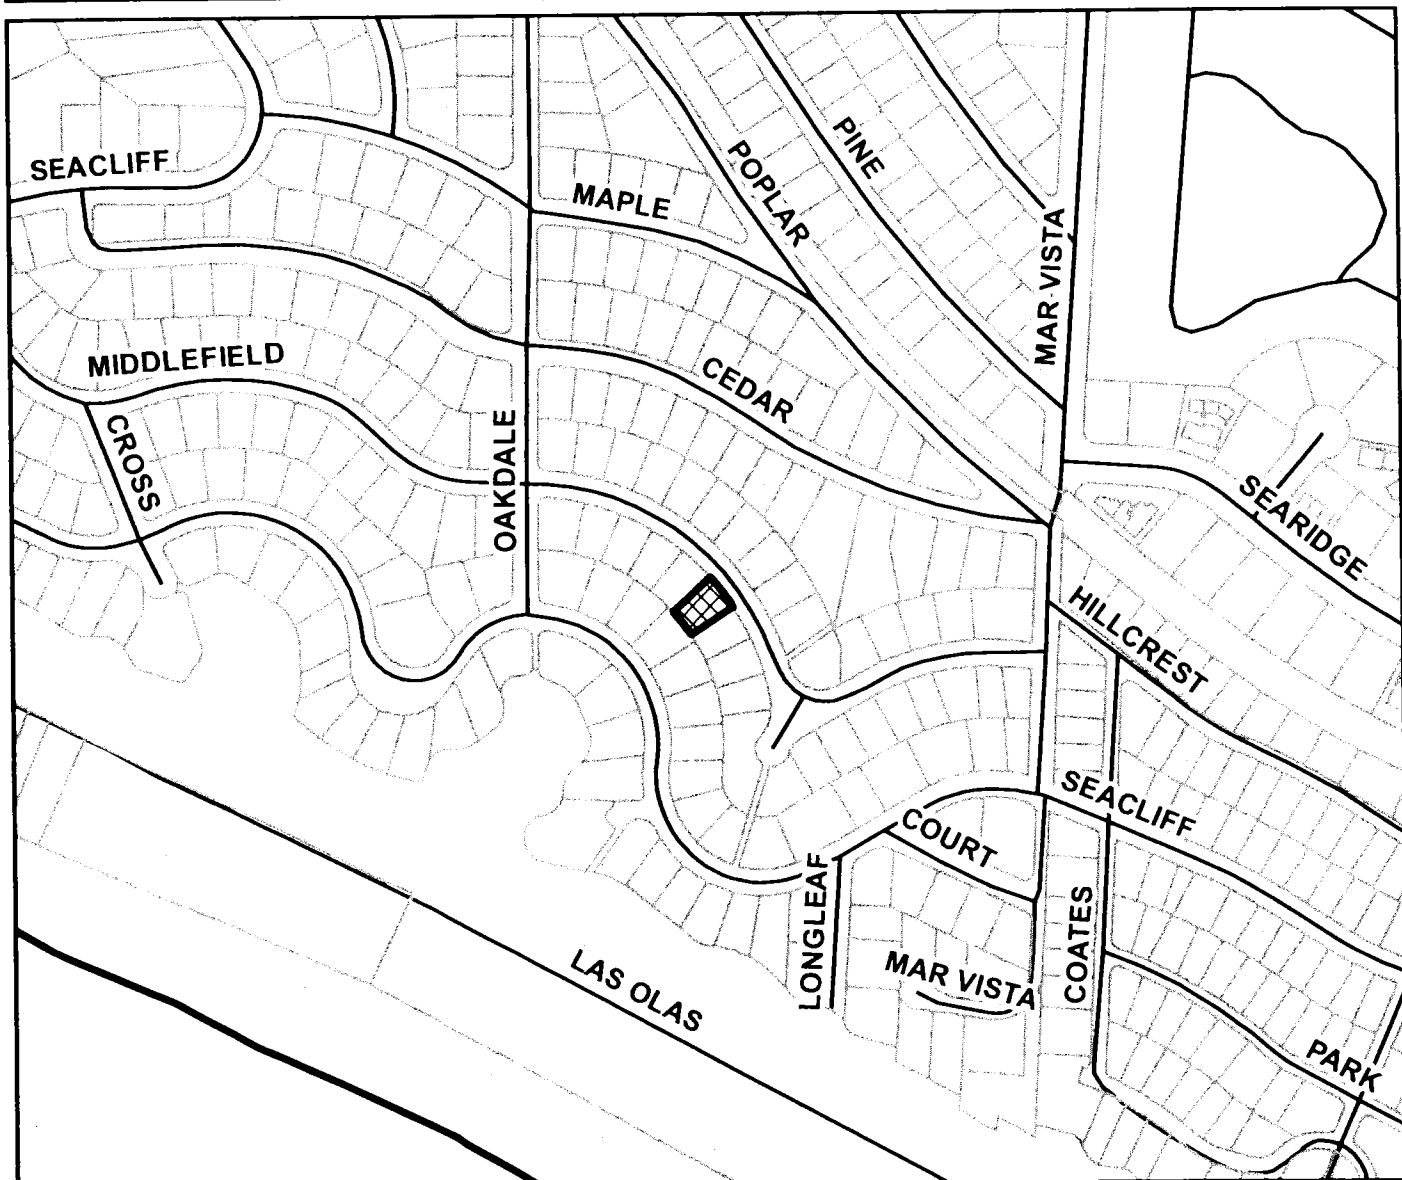 SEACLIFF
MAPLE
POPLAR
PINE
MAR VISTA
MIDDLEFIELD
CROSS
OAKDALE
CEDAR
SEARIDGE
HILLCREST
SEACLIFF
COURT
LONGLEAF
MAR VISTA
COATES
LAS OLAS
PARK